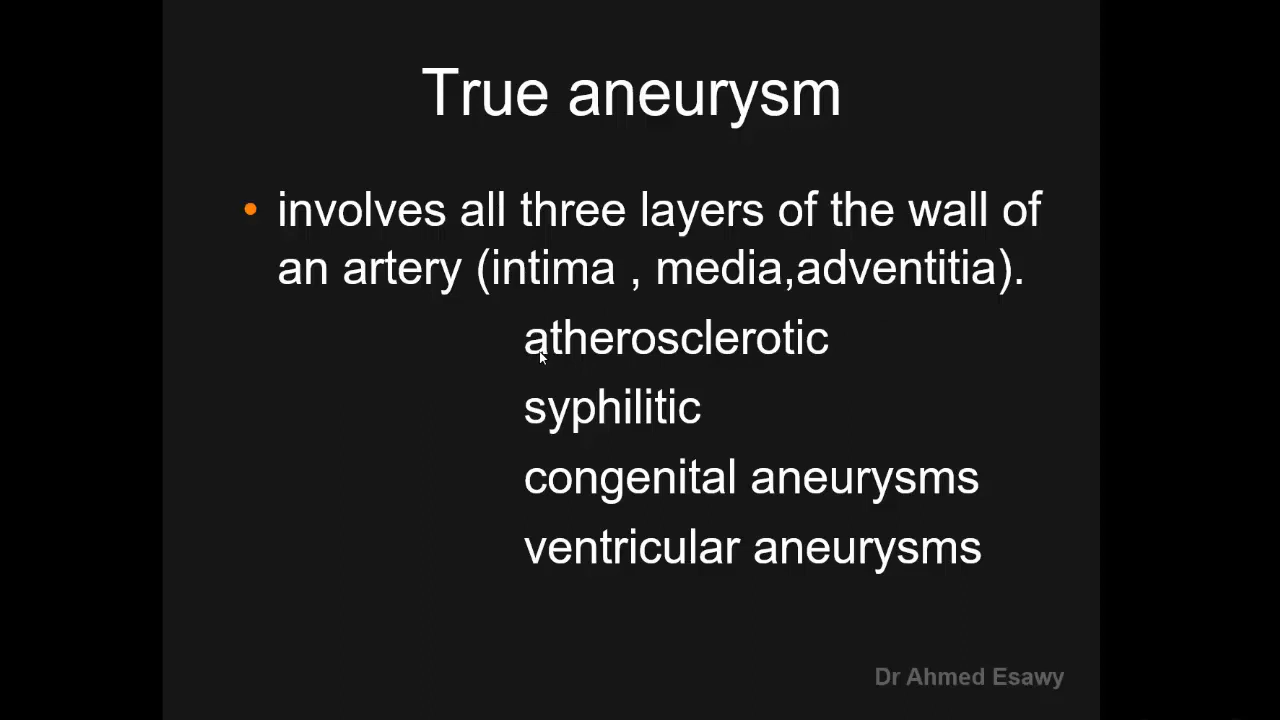 True aneurysm
• involves all three layers of the wall of
an artery (intima , media,adventitia).
atherosclerotic
syphilitic
congenital aneurysms
ventricular aneurysms
Dr Ahmed Esawy